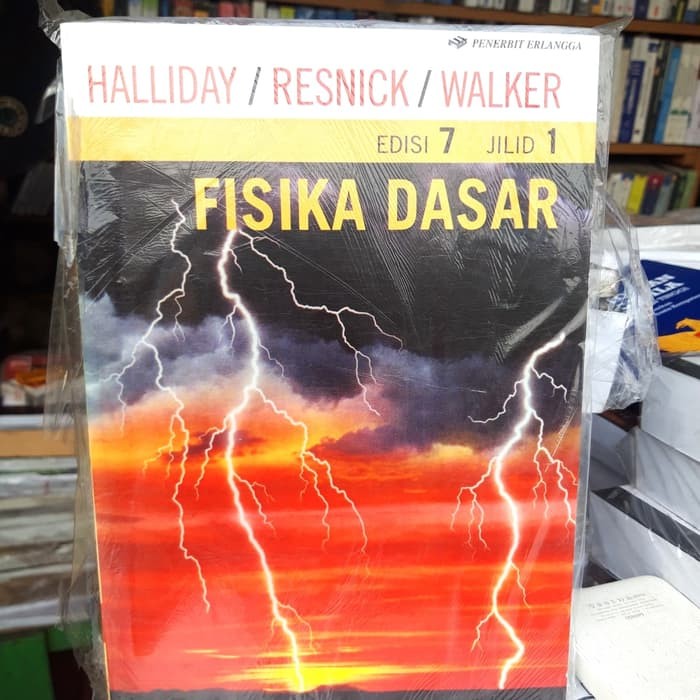 PENERBIT ERLANGGA
HALLIDAY / RESNICK / WALKER
EDISI 7 JILID 1
FISIKA DASAR